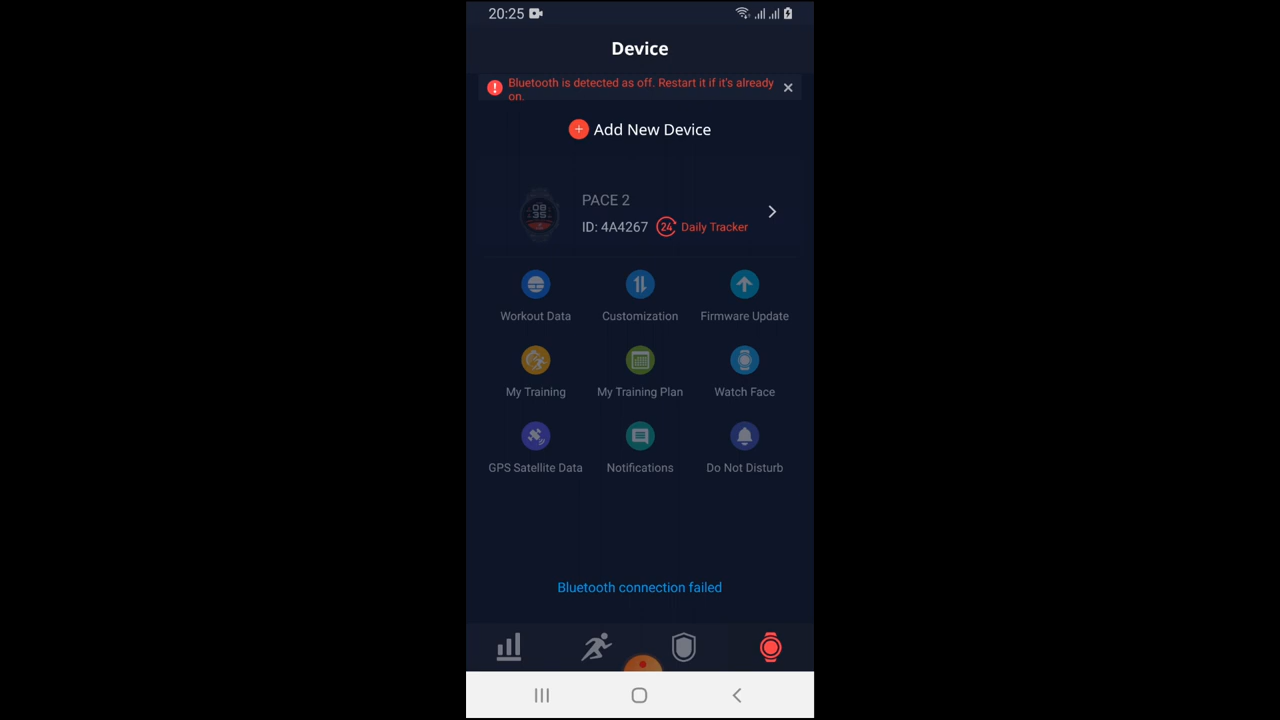 20:25
Device
Bluetooth is detected as off. Restart it if it's already
on.
Add New Device
PACE 2
ID: 4A4267 24 Daily Tracker
08
35
Workout Data Customization Firmware Update
My Training My Training Plan Watch Face
GPS Satellite Data Notifications Do Not Disturb
Bluetooth connection failed